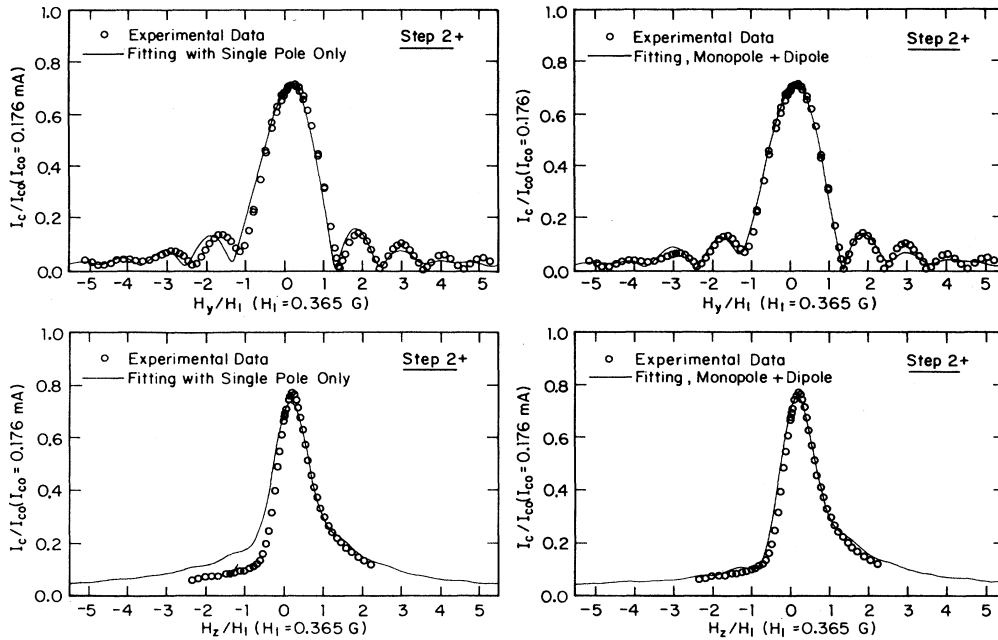 1.0
0.8
0.6
0.4
0.2
0.0
I_c/I_co(I_co = 0.176 mA)
○ Experimental Data
— Fitting with Single Pole Only
Step 2+
-5 -4 -3 -2 -1 0 1 2 3 4 5
H_y/H_1 (H_1 = 0.365 G)
1.0
0.8
0.6
0.4
0.2
0.0
I_c/I_co(I_co = 0.176)
○ Experimental Data
— Fitting, Monopole + Dipole
Step 2+
-5 -4 -3 -2 -1 0 1 2 3 4 5
H_y/H_1 (H_1 = 0.365 G)
1.0
0.8
0.6
0.4
0.2
0.0
I_c/I_co(I_co = 0.176 mA)
○ Experimental Data
— Fitting with Single Pole Only
Step 2+
-5 -4 -3 -2 -1 0 1 2 3 4 5
H_z/H_1 (H_1 = 0.365 G)
1.0
0.8
0.6
0.4
0.2
0.0
I_c/I_co(I_co = 0.176 mA)
○ Experimental Data
— Fitting, Monopole + Dipole
Step 2+
-5 -4 -3 -2 -1 0 1 2 3 4 5
H_z/H_1 (H_1 = 0.365 G)